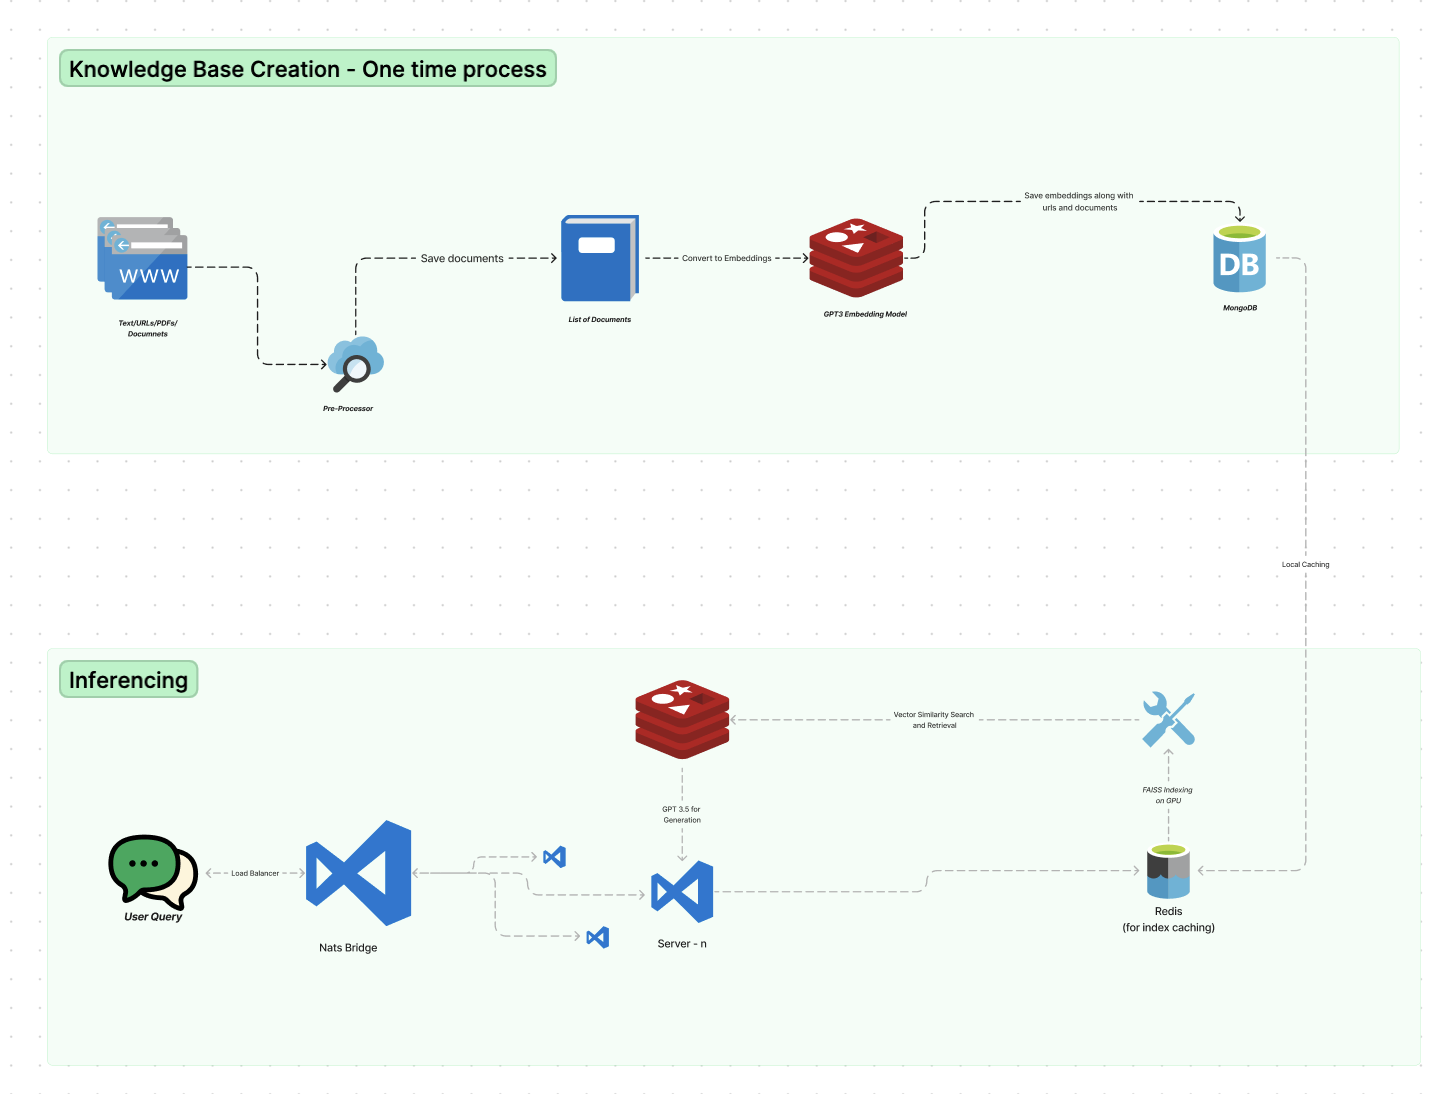 Knowledge Base Creation - One time process
Save embeddings along with
urls and documents
WWW
Save documents
Convert to Embeddings
DB
Text/URLs/PDFs/
Documnets
List of Documents
GPT3 Embedding Model
MongoDB
Pre-Processor
Local Caching
Inferencing
Vector Similarity Search
and Retrieval
FAISS Indexing
on GPU
GPT 3.5 for
Generation
Load Balancer
User Query
Nats Bridge
Server - n
Redis
(for index caching)